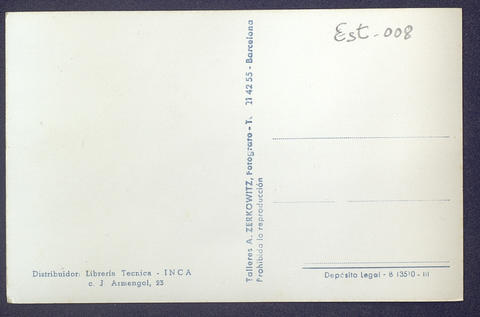 Est-008
Talleres A. ZERKOWITZ, Fotógrafo - T. 21 42 55 - Barcelona
Prohibida la reproducción
Distribuidor: Librería Tecnica - INCA
c. J. Armengol, 23
Depósito Legal - B 13510 - III